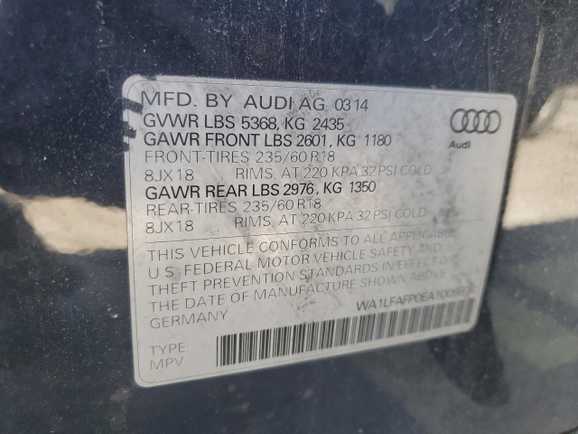 MFD. BY AUDI AG 03 14
GVWR LBS 5368, KG 2435
GAWR FRONT LBS 2601, KG 1180
FRONT-TIRES 235/60 R18
8JX18 RIMS, AT 220 KPA 32 PSI COLD
GAWR REAR LBS 2976, KG 1350
REAR-TIRES 235/60 R18
8JX18 RIMS, AT 220 KPA 32 PSI COLD
THIS VEHICLE CONFORMS TO ALL APPLICABLE
U.S. FEDERAL MOTOR VEHICLE SAFETY AND
THEFT PREVENTION STANDARDS IN EFFECT ON
THE DATE OF MANUFACTURE SHOWN ABOVE.
GERMANY
TYPE
MPV
Audi